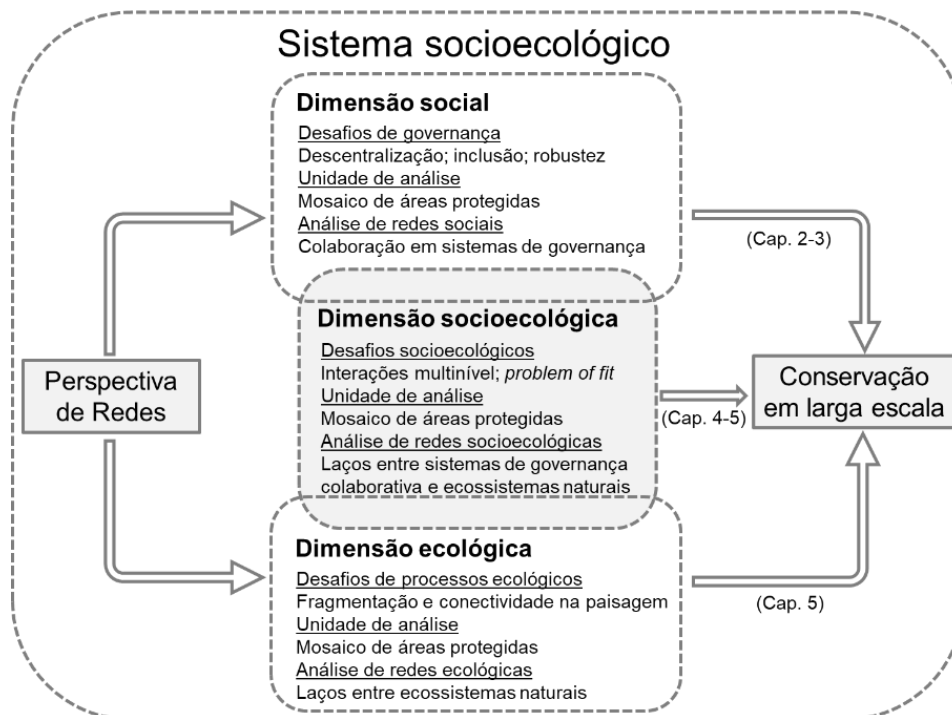 Sistema socioecológico
Dimensão social
Desafios de governança
Descentralização; inclusão; robustez
Unidade de análise
Mosaico de áreas protegidas
Análise de redes sociais
Colaboração em sistemas de governança
(Cap. 2-3)
Perspectiva
de Redes
Dimensão socioecológica
Desafios socioecológicos
Interações multinível; problem of fit
Unidade de análise
Mosaico de áreas protegidas
Análise de redes socioecológicas
Laços entre sistemas de governança
colaborativa e ecossistemas naturais
(Cap. 4-5)
Conservação
em larga escala
Dimensão ecológica
Desafios de processos ecológicos
Fragmentação e conectividade na paisagem
Unidade de análise
Mosaico de áreas protegidas
Análise de redes ecológicas
Laços entre ecossistemas naturais
(Cap. 5)